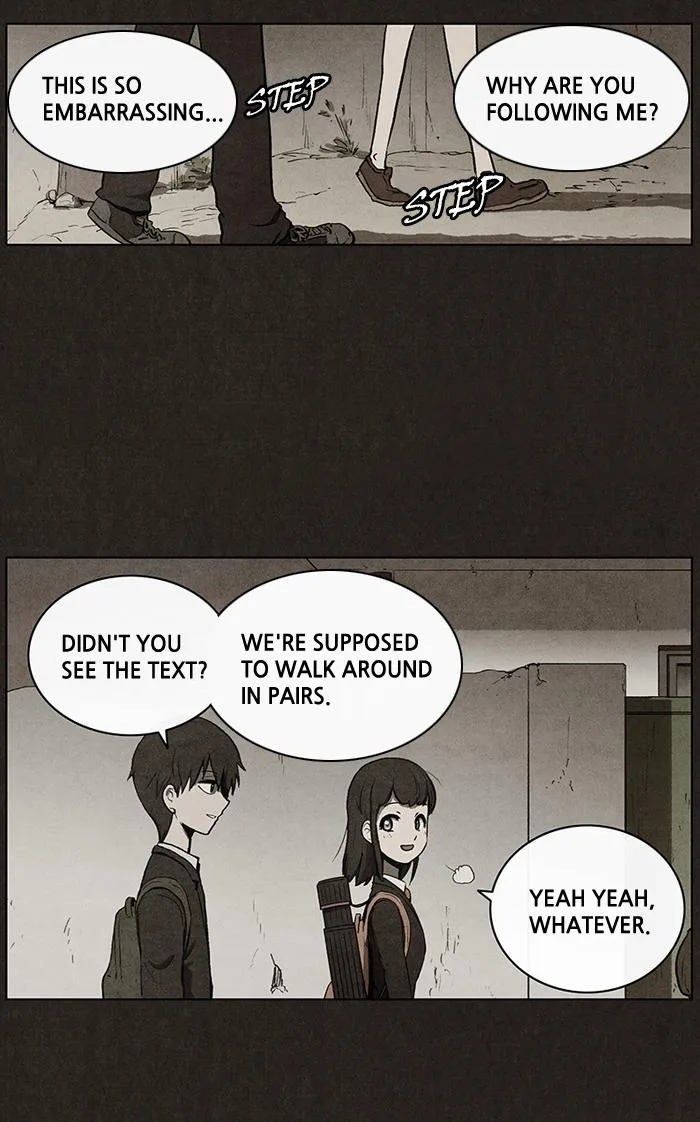 THIS IS SO
EMBARRASSING...
STEP
WHY ARE YOU
FOLLOWING ME?
STEP
DIDN'T YOU
SEE THE TEXT?
WE'RE SUPPOSED
TO WALK AROUND
IN PAIRS.
YEAH YEAH,
WHATEVER.